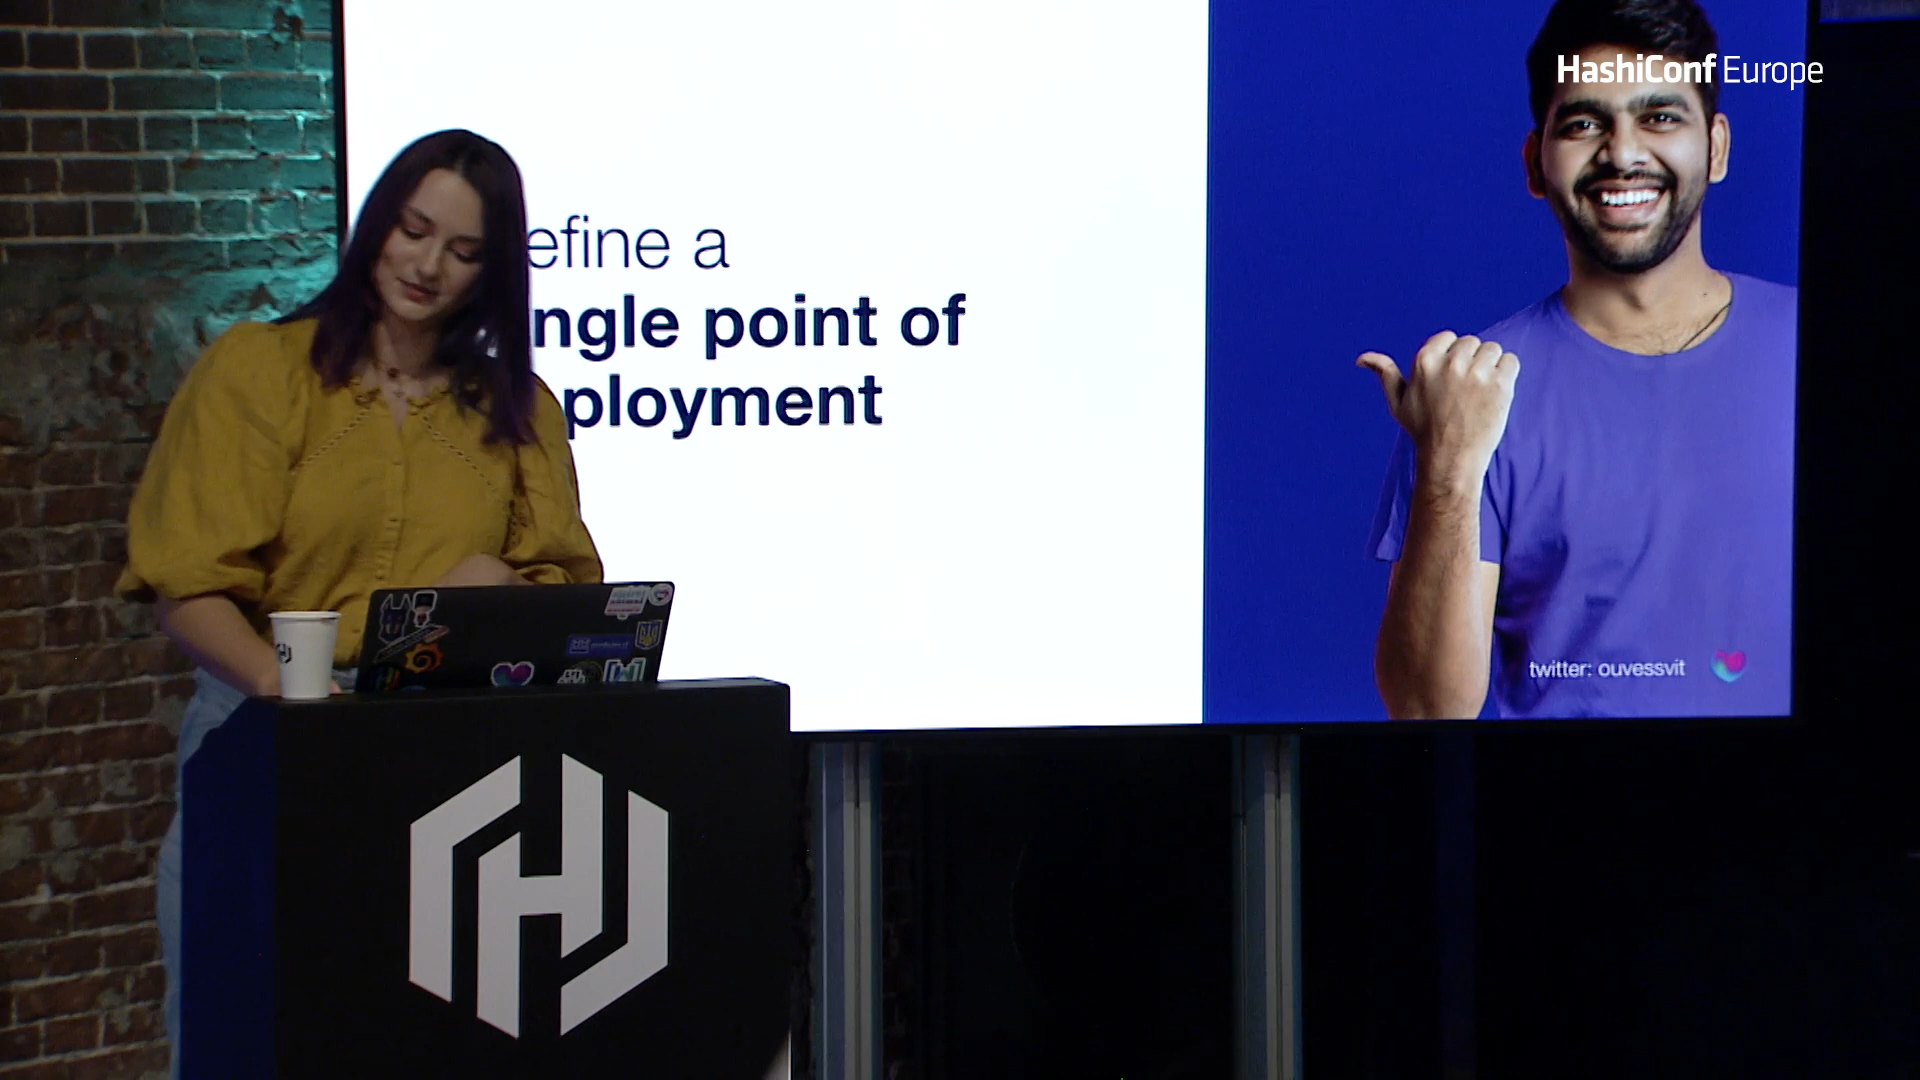 HashiConf Europe
efine a
ngle point of
ployment
twitter: ouvessvit